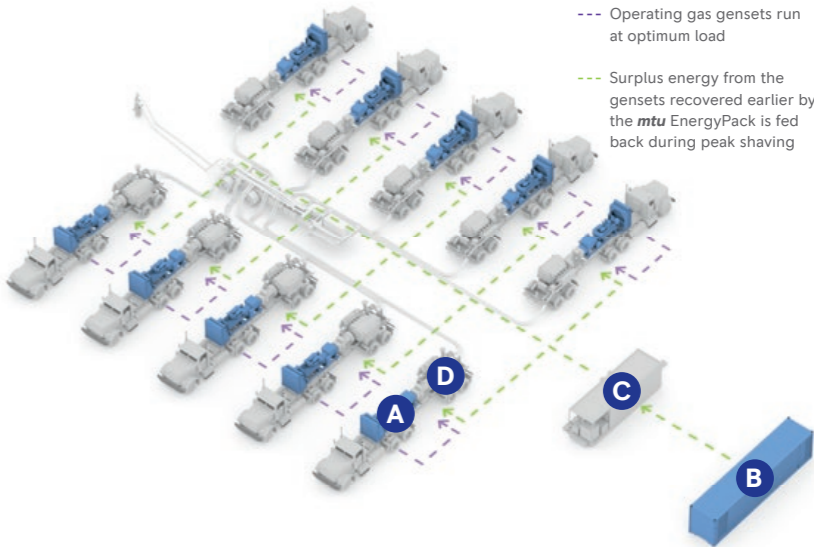 Operating gas gensets run
at optimum load
Surplus energy from the
gensets recovered earlier by
the mtu EnergyPack is fed
back during peak shaving
D
A
C
B